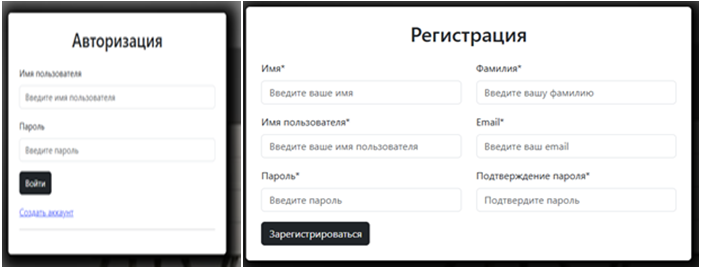 Авторизация
Имя пользователя
Введите имя пользователя
Пароль
Введите пароль
Войти
Создать аккаунт
Регистрация
Имя* Фамилия*
Введите ваше имя Введите вашу фамилию
Имя пользователя* Email*
Введите ваше имя пользователя Введите ваш email
Пароль* Подтверждение пароля*
Введите пароль Подтвердите пароль
Зарегистрироваться